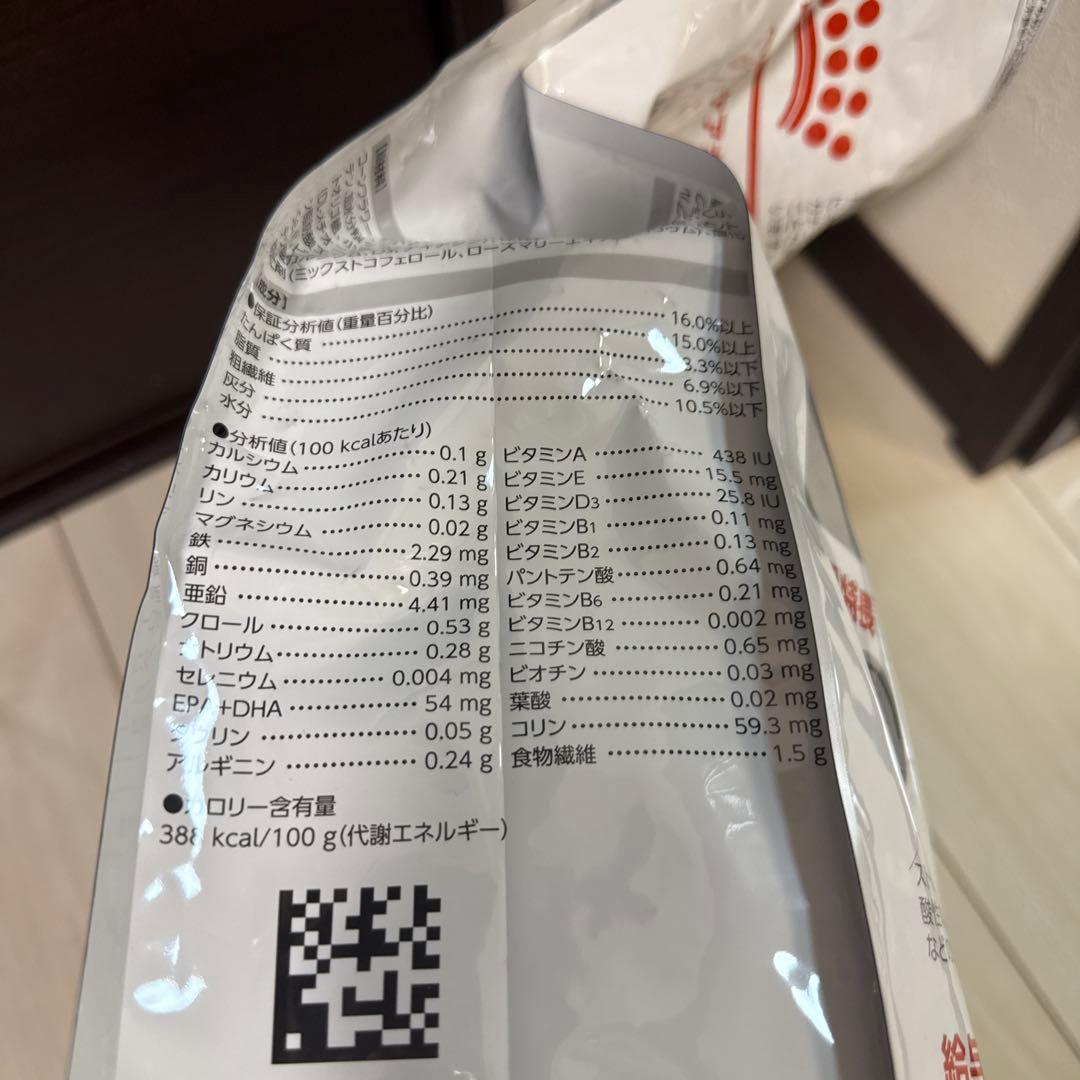 剤(ミックストコフェロール、ローズマリーエ
成分】
●保証分析値(重量百分比)
たんぱく質 16.0%以上
脂質 15.0%以上
粗繊維 3.3%以下
灰分 6.9%以下
水分 10.5%以下
●分析値(100 kcalあたり)
カルシウム 0.1 g
カリウム 0.21 g
リン 0.13 g
マグネシウム 0.02 g
鉄 2.29 mg
銅 0.39 mg
亜鉛 4.41 mg
クロール 0.53 g
ナトリウム 0.28 g
セレニウム 0.004 mg
EPA+DHA 54 mg
タウリン 0.05 g
アルギニン 0.24 g
ビタミンA 438 IU
ビタミンE 15.5 mg
ビタミンD3 25.8 IU
ビタミンB1 0.11 mg
ビタミンB2 0.13 mg
パントテン酸 0.64 mg
ビタミンB6 0.21 mg
ビタミンB12 0.002 mg
ニコチン酸 0.65 mg
ビオチン 0.03 mg
葉酸 0.02 mg
コリン 59.3 mg
食物繊維 1.5 g
●カロリー含有量
388 kcal/100 g(代謝エネルギー)
特長
酸性
など
給与